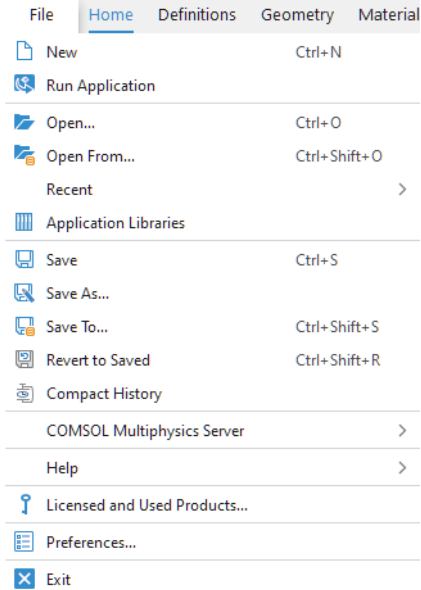 File Home Definitions Geometry Material
New Ctrl+N
Run Application
Open... Ctrl+O
Open From... Ctrl+Shift+O
Recent
Application Libraries
Save Ctrl+S
Save As...
Save To... Ctrl+Shift+S
Revert to Saved Ctrl+Shift+R
Compact History
COMSOL Multiphysics Server
Help
Licensed and Used Products...
Preferences...
Exit